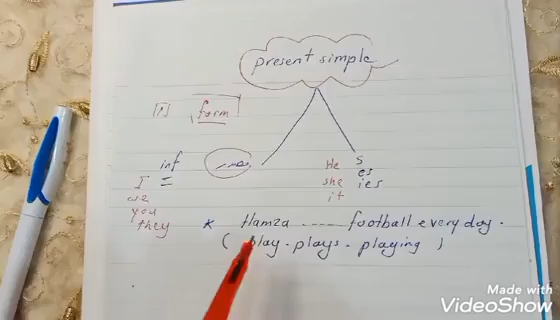 present simple
[1] form
inf مصدر
I
we
you
they
He
she
it
S
es
ies
* Hamza ........ football every day.
( play - plays - playing )
Made with
VideoShow